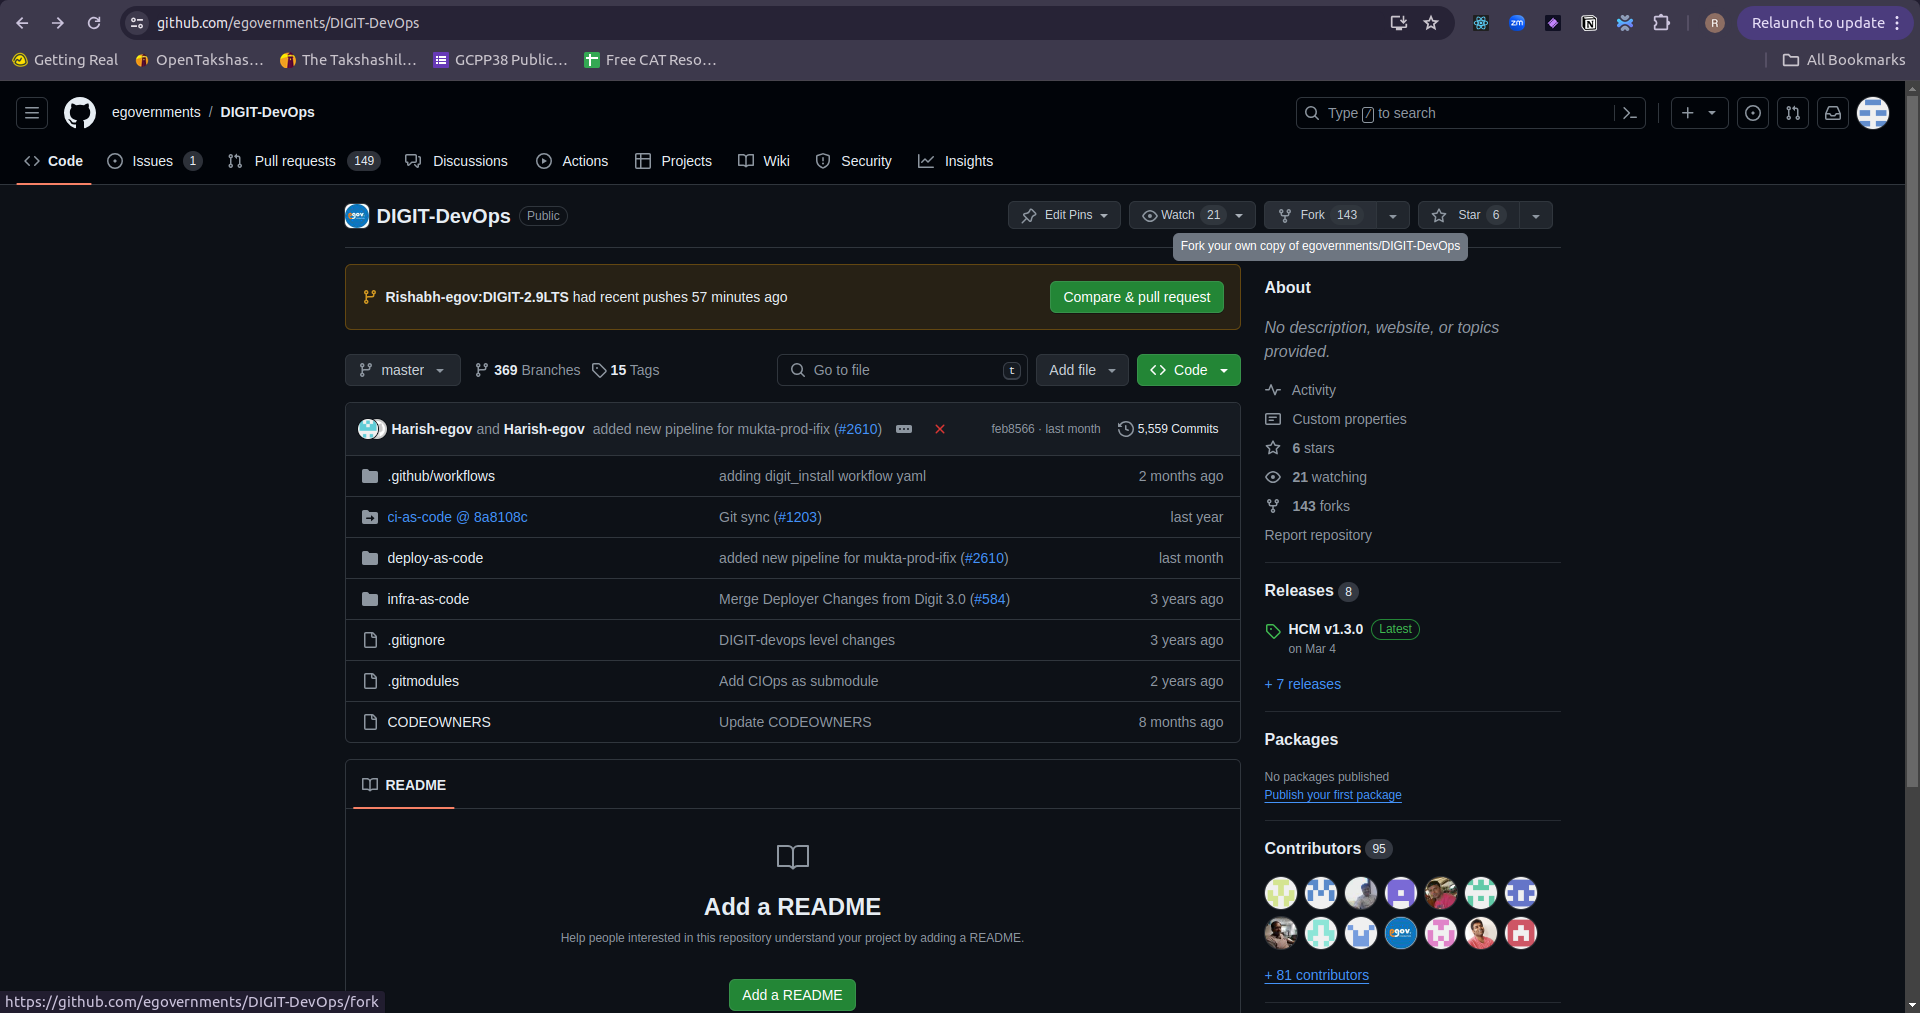 github.com/egovernments/DIGIT-DevOps
zm
R
Relaunch to update
Getting Real
OpenTakshas...
The Takshashil...
GCPP38 Public...
Free CAT Reso...
All Bookmarks
egovernments / DIGIT-DevOps
Type / to search
Code
Issues 1
Pull requests 149
Discussions
Actions
Projects
Wiki
Security
Insights
egov
DIGIT-DevOps Public
Edit Pins
Watch 21
Fork 143
Star 6
Fork your own copy of egovernments/DIGIT-DevOps
Rishabh-egov:DIGIT-2.9LTS had recent pushes 57 minutes ago
Compare & pull request
master
369 Branches
15 Tags
Go to file t
Add file
Code
Harish-egov and Harish-egov added new pipeline for mukta-prod-ifix (#2610) feb8566 · last month 5,559 Commits
.github/workflows adding digit_install workflow yaml 2 months ago
ci-as-code @ 8a8108c Git sync (#1203) last year
deploy-as-code added new pipeline for mukta-prod-ifix (#2610) last month
infra-as-code Merge Deployer Changes from Digit 3.0 (#584) 3 years ago
.gitignore DIGIT-devops level changes 3 years ago
.gitmodules Add CIOps as submodule 2 years ago
CODEOWNERS Update CODEOWNERS 8 months ago
README
Add a README
Help people interested in this repository understand your project by adding a README.
Add a README
About
No description, website, or topics
provided.
Activity
Custom properties
6 stars
21 watching
143 forks
Report repository
Releases 8
HCM v1.3.0 Latest
on Mar 4
+ 7 releases
Packages
No packages published
Publish your first package
Contributors 95
egov
+ 81 contributors
https://github.com/egovernments/DIGIT-DevOps/fork